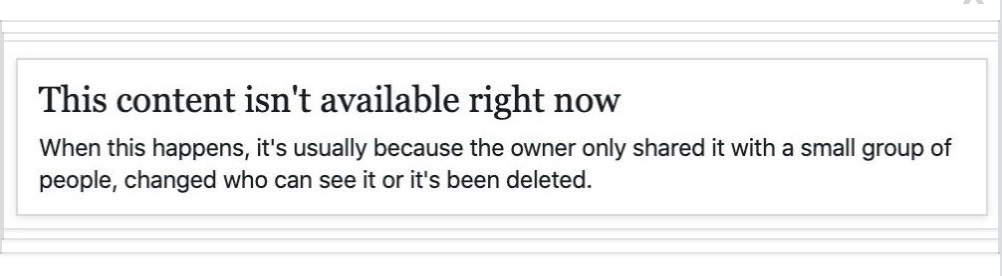 This content isn't available right now
When this happens, it's usually because the owner only shared it with a small group of
people, changed who can see it or it's been deleted.